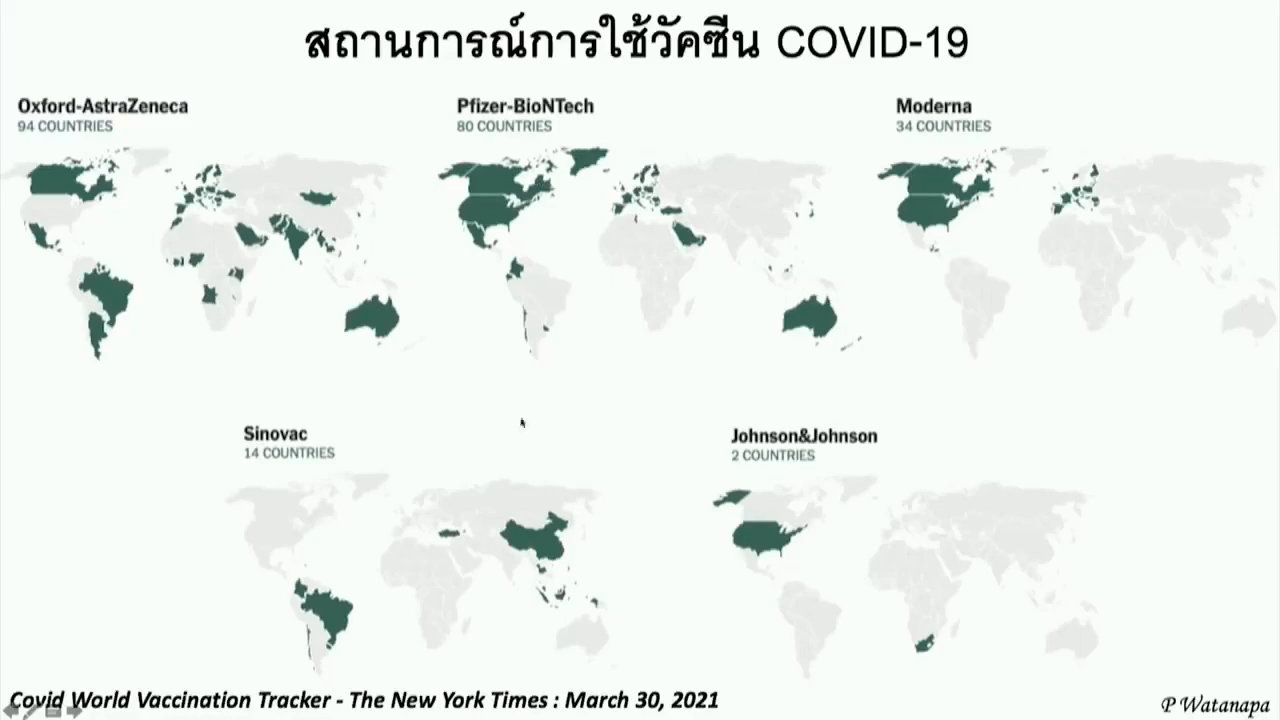 สถานการณ์การใช้วัคซีน COVID-19
Oxford-AstraZeneca
94 COUNTRIES
Pfizer-BioNTech
80 COUNTRIES
Moderna
34 COUNTRIES
Sinovac
14 COUNTRIES
Johnson&Johnson
2 COUNTRIES
Covid World Vaccination Tracker - The New York Times : March 30, 2021
P Watanapa